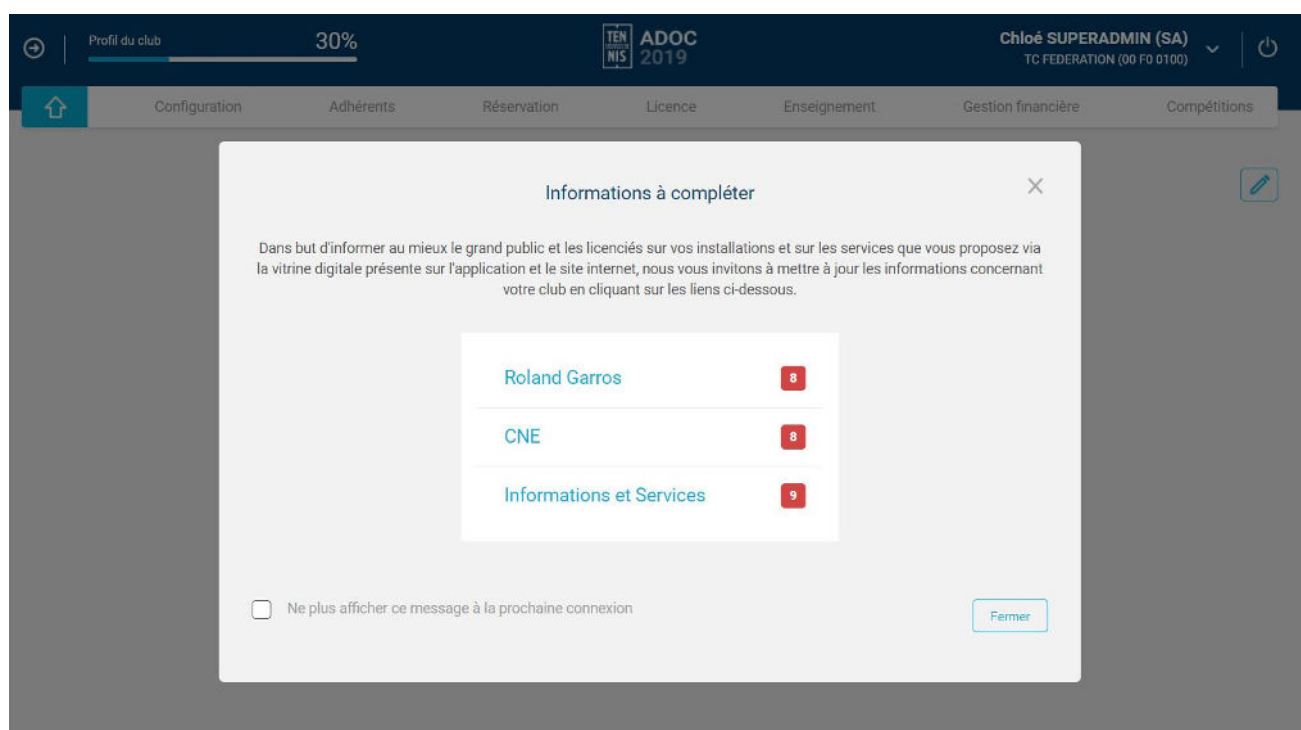 Profil du club
30%
TEN
NIS
ADOC
2019
Chloé SUPERADMIN (SA)
TC FEDERATION (00 F0 0100)
Configuration
Adhérents
Réservation
Licence
Enseignement
Gestion financière
Compétitions
Informations à compléter
Dans but d'informer au mieux le grand public et les licenciés sur vos installations et sur les services que vous proposez via
la vitrine digitale présente sur l'application et le site internet, nous vous invitons à mettre à jour les informations concernant
votre club en cliquant sur les liens ci-dessous.
Roland Garros 8
CNE 8
Informations et Services 9
Ne plus afficher ce message à la prochaine connexion
Fermer